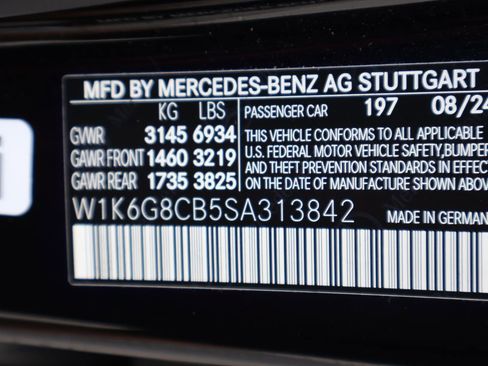 MFD BY MERCEDES-BENZ AG STUTTGART
KG LBS
GVWR 3145 6934
GAWR FRONT 1460 3219
GAWR REAR 1735 3825
PASSENGER CAR 197 08/24
THIS VEHICLE CONFORMS TO ALL APPLICABLE
U.S. FEDERAL MOTOR VEHICLE SAFETY,BUMPER
AND THEFT PREVENTION STANDARDS IN EFFECT
ON THE DATE OF MANUFACTURE SHOWN ABOVE
W1K6G8CB5SA313842
MADE IN GERMAN